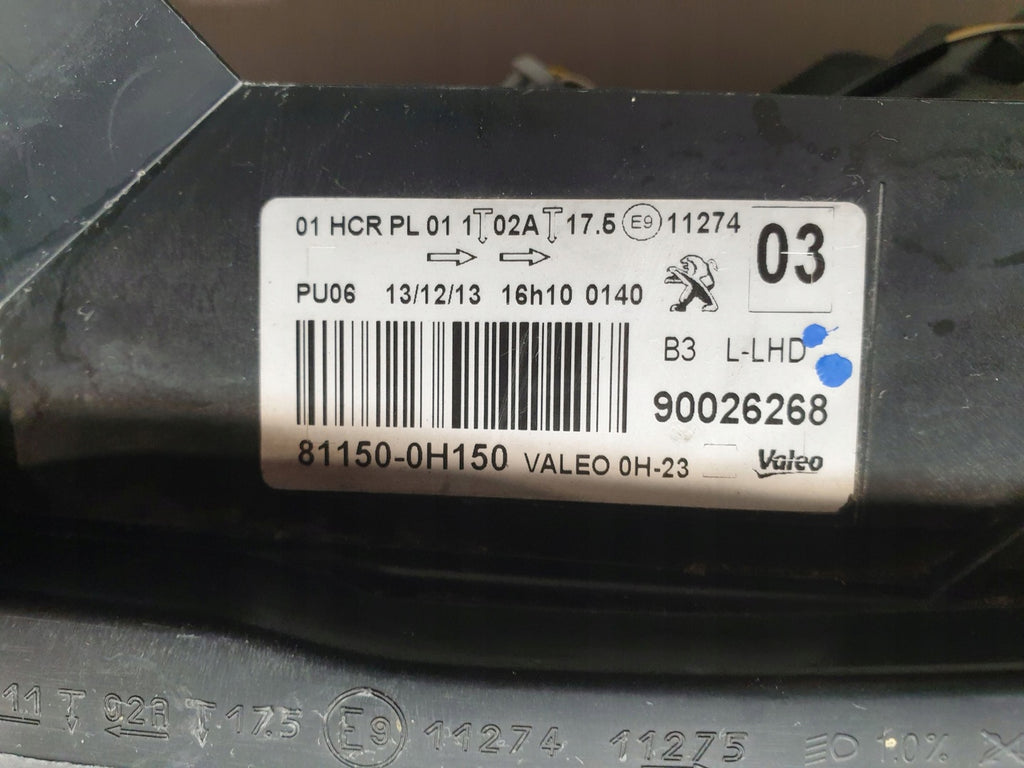 01 HCR PL 01 1 02A 17.5 E9 11274
03
PU06 13/12/13 16h10 0140
B3 L-LHD
90026268
81150-0H150 VALEO 0H-23
Valeo
11 02A 17.5 E9 11274 11275 1.0%